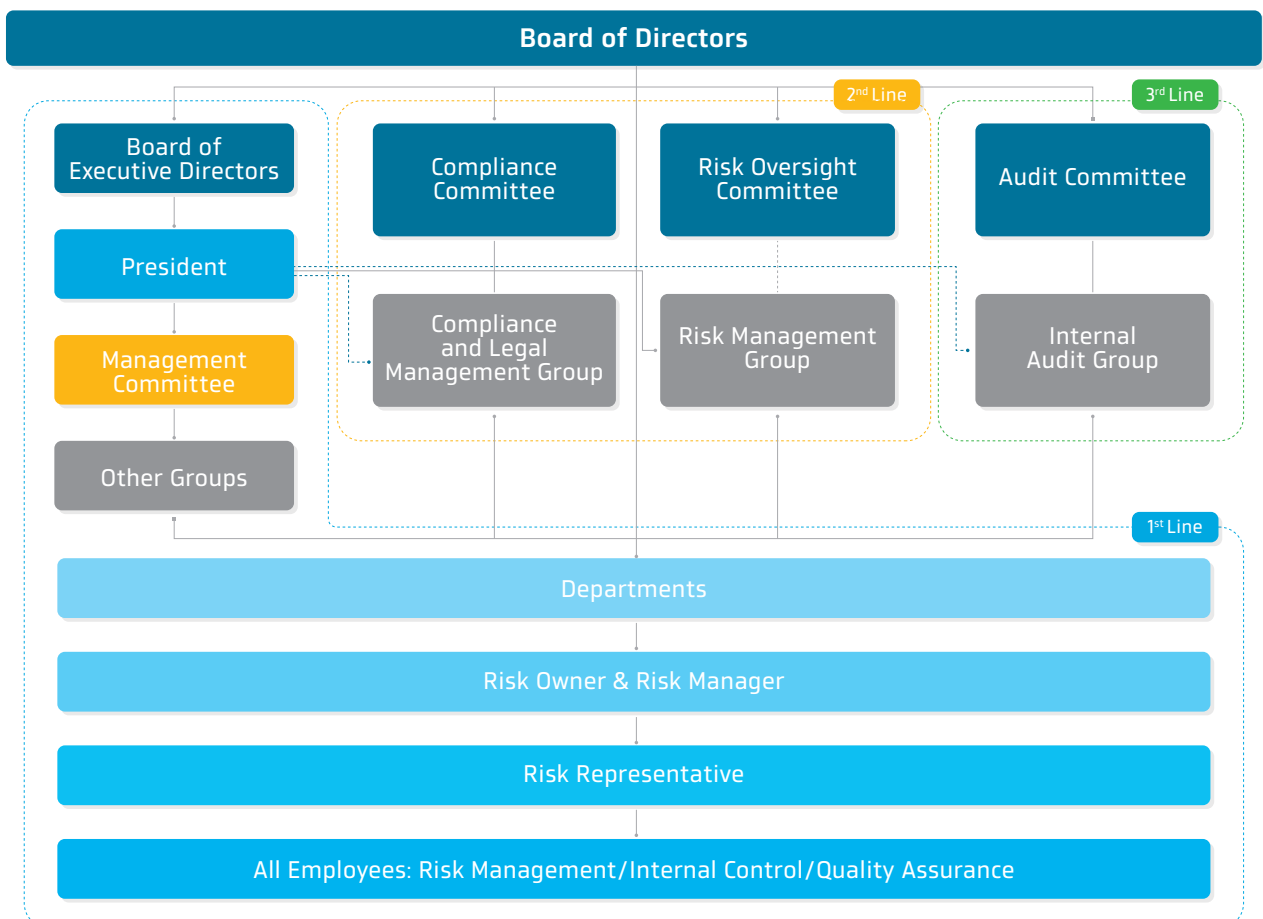 Board of Directors
2nd Line
3rd Line
Board of
Executive Directors
Compliance
Committee
Risk Oversight
Committee
Audit Committee
President
Compliance
and Legal
Management Group
Risk Management
Group
Internal
Audit Group
Management
Committee
Other Groups
1st Line
Departments
Risk Owner & Risk Manager
Risk Representative
All Employees: Risk Management/Internal Control/Quality Assurance